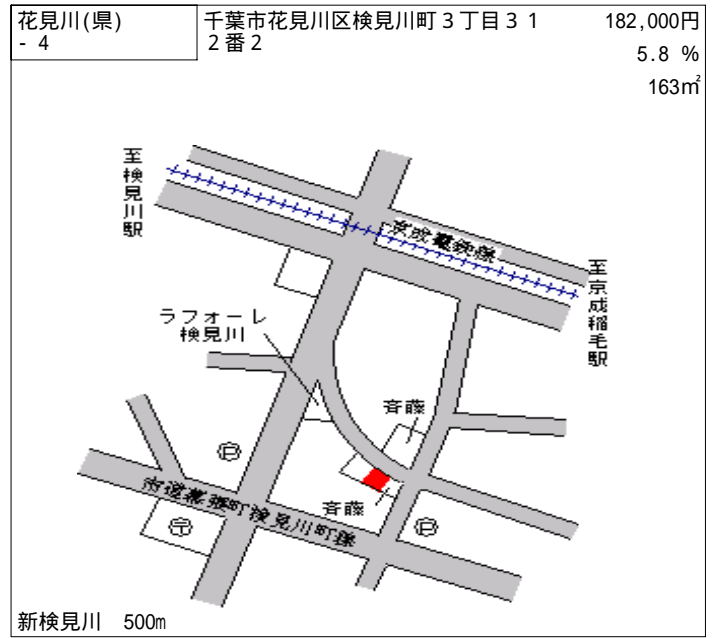 花見川(県)
- 4
千葉市花見川区検見川町３丁目３１
２番２
182,000円
5.8 %
163㎡
至検見川駅
京成電鉄線
至京成稲毛駅
ラフォーレ
検見川
斉藤
斉藤
Ⓟ
市道幕張町検見川町線
〶
Ⓟ
新検見川　500m